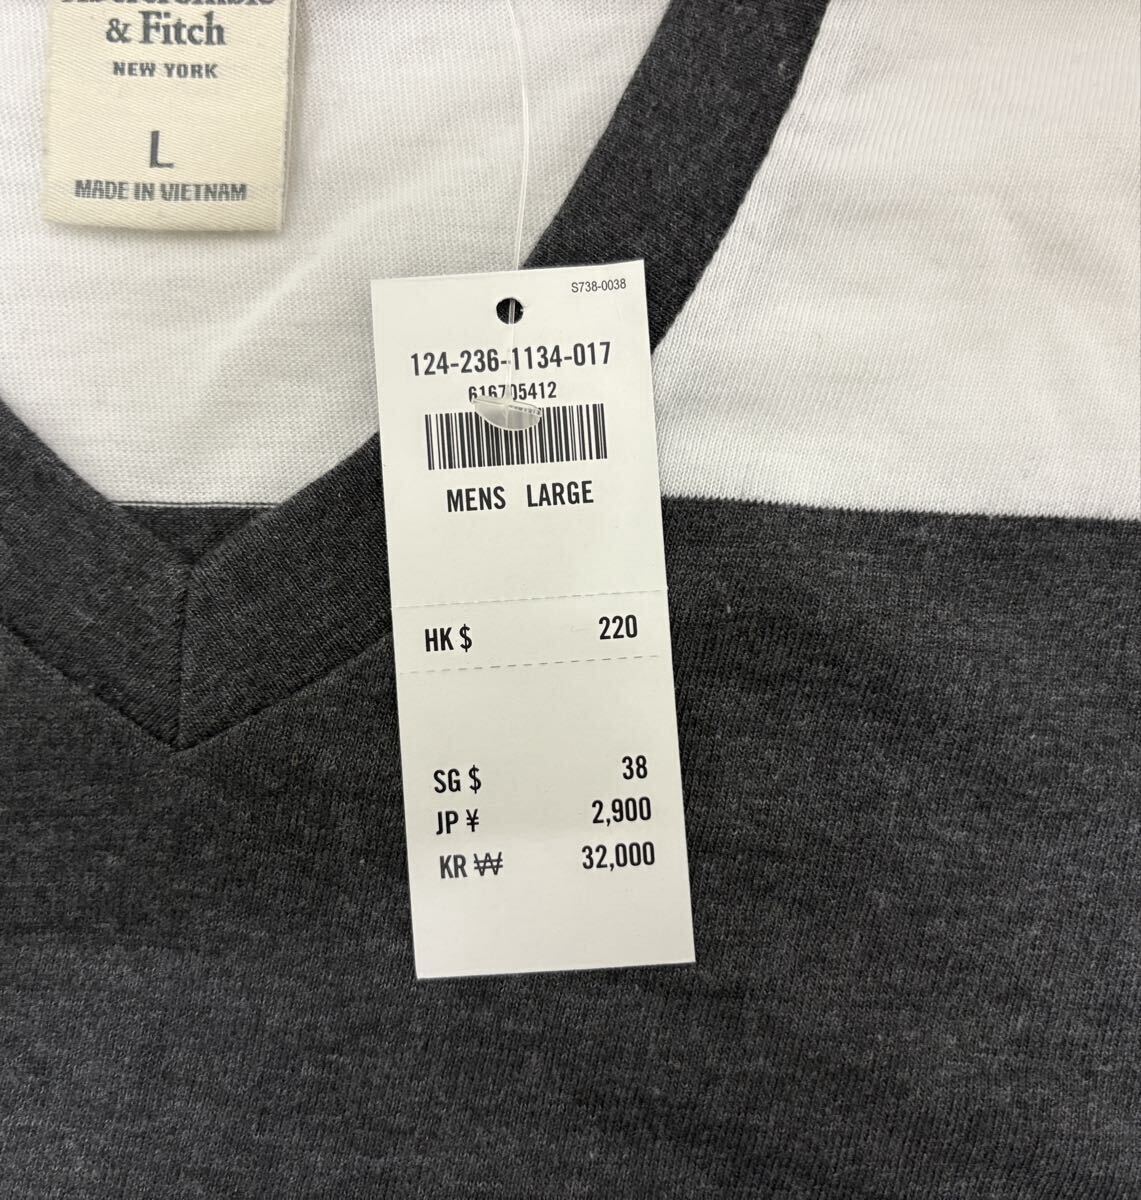 & Fitch
NEW YORK
L
MADE IN VIETNAM
S738-0038
124-236-1134-017
616705412
MENS LARGE
HK $ 220
SG $ 38
JP ¥ 2,900
KR ₩ 32,000